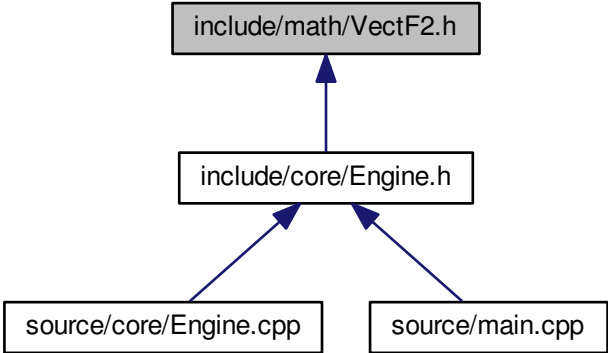 include/math/VectF2.h
include/core/Engine.h
source/core/Engine.cpp
source/main.cpp